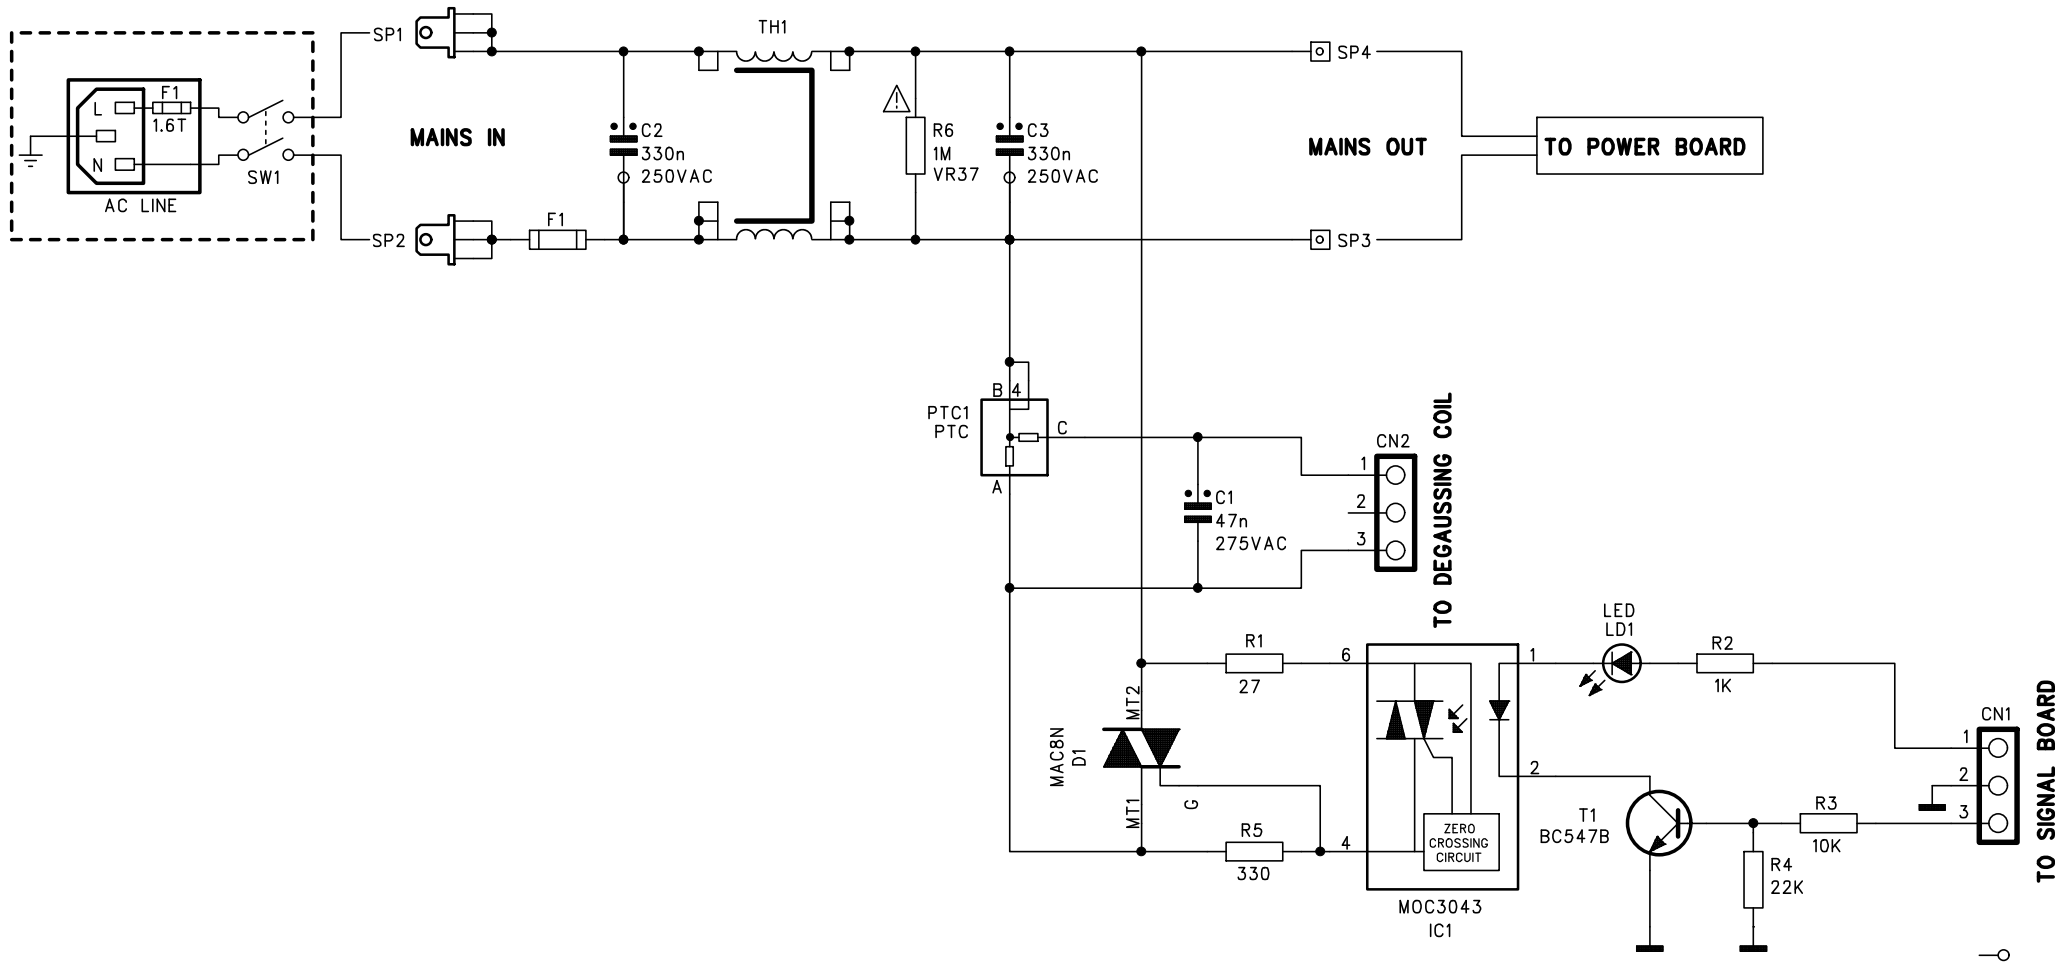 SP1
TH1
SP4
F1
L
1.6T
N
SW1
AC LINE
MAINS IN
C2
330n
250VAC
R6
1M
VR37
C3
330n
250VAC
MAINS OUT
TO POWER BOARD
SP2
F1
SP3
B 4
PTC1
PTC
C
A
C1
47n
275VAC
CN2
1
2
3
TO DEGAUSSING COIL
R1
27
6
1
LED
LD1
R2
1K
MT2
MAC8N
D1
MT1
G
R5
330
4
2
ZERO
CROSSING
CIRCUIT
MOC3043
IC1
T1
BC547B
R3
10K
R4
22K
CN1
1
2
3
TO SIGNAL BOARD